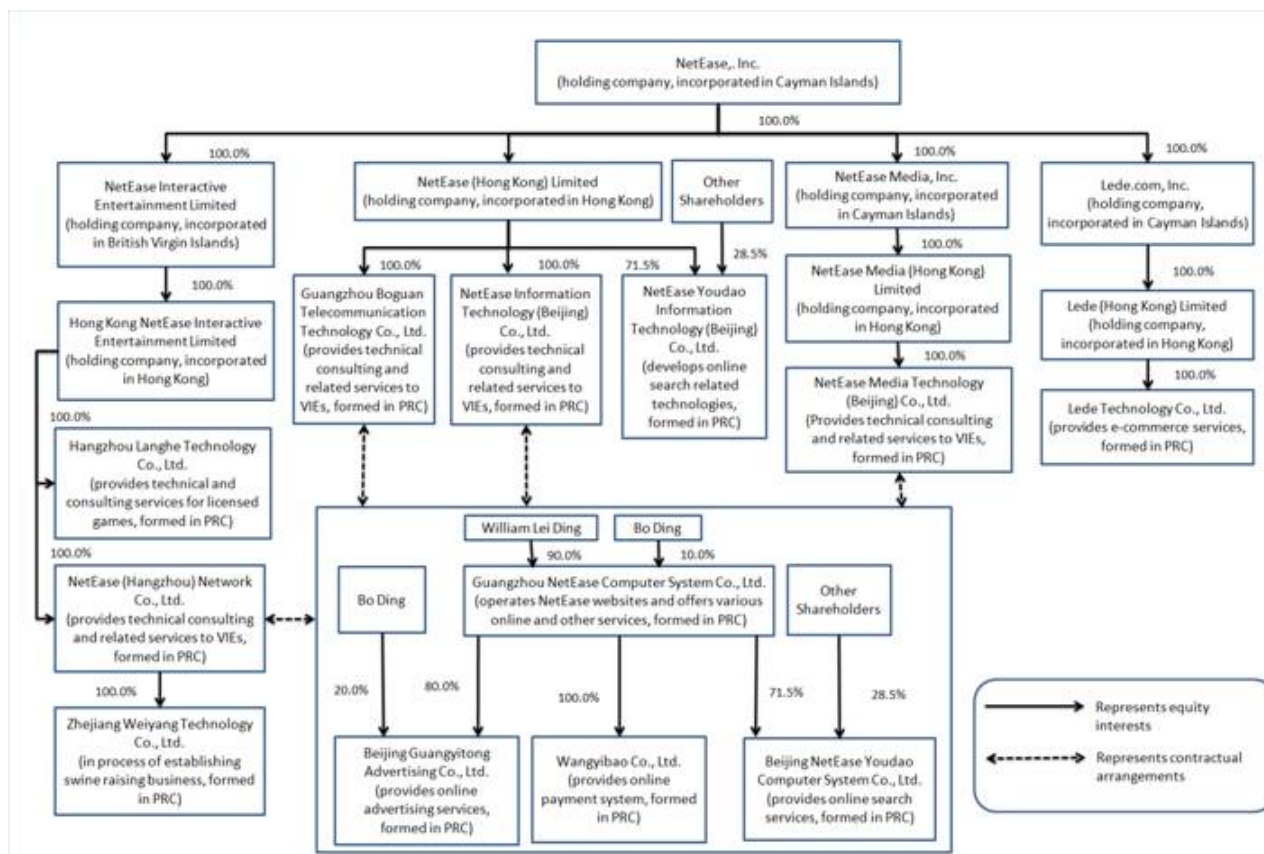 NetEase,. Inc.
(holding company, incorporated in Cayman Islands)
100.0%
100.0%
100.0%
100.0%
100.0%
NetEase Interactive
Entertainment Limited
(holding company, incorporated
in British Virgin Islands)
NetEase (Hong Kong) Limited
(holding company, incorporated in Hong Kong)
Other
Shareholders
NetEase Media, Inc.
(holding company, incorporated
in Cayman Islands)
Lede.com, Inc.
(holding company,
incorporated in Cayman Islands)
100.0%
100.0%
100.0%
71.5%
28.5%
100.0%
100.0%
Hong Kong NetEase Interactive
Entertainment Limited
(holding company, incorporated
in Hong Kong)
Guangzhou Boguan
Telecommunication
Technology Co., Ltd.
(provides technical
consulting and
related services to
VIEs, formed in PRC)
NetEase Information
Technology (Beijing)
Co., Ltd.
(provides technical
consulting and
related services to
VIEs, formed in PRC)
NetEase Youdao
Information
Technology (Beijing)
Co., Ltd.
(develops online
search related
technologies,
formed in PRC)
NetEase Media (Hong Kong)
Limited
(holding company, incorporated
in Hong Kong)
Lede (Hong Kong) Limited
(holding company,
incorporated in Hong Kong)
100.0%
100.0%
NetEase Media Technology
(Beijing) Co., Ltd.
(Provides technical consulting
and related services to VIEs,
formed in PRC)
Lede Technology Co., Ltd.
(provides e-commerce services,
formed in PRC)
100.0%
Hangzhou Langhe Technology
Co., Ltd.
(provides technical and
consulting services for licensed
games, formed in PRC)
100.0%
NetEase (Hangzhou) Network
Co., Ltd.
(provides technical consulting
and related services to VIEs,
formed in PRC)
100.0%
Zhejiang Weiyang Technology
Co., Ltd.
(in process of establishing
swine raising business, formed
in PRC)
William Lei Ding
Bo Ding
90.0%
10.0%
Bo Ding
Guangzhou NetEase Computer System Co., Ltd.
(operates NetEase websites and offers various
online and other services, formed in PRC)
Other
Shareholders
20.0%
80.0%
100.0%
71.5%
28.5%
Beijing Guangyitong
Advertising Co., Ltd.
(provides online
advertising services,
formed in PRC)
Wangyibao Co., Ltd.
(provides online
payment system, formed
in PRC)
Beijing NetEase Youdao
Computer System Co., Ltd.
(provides online search
services, formed in PRC)
Represents equity
interests
Represents contractual
arrangements